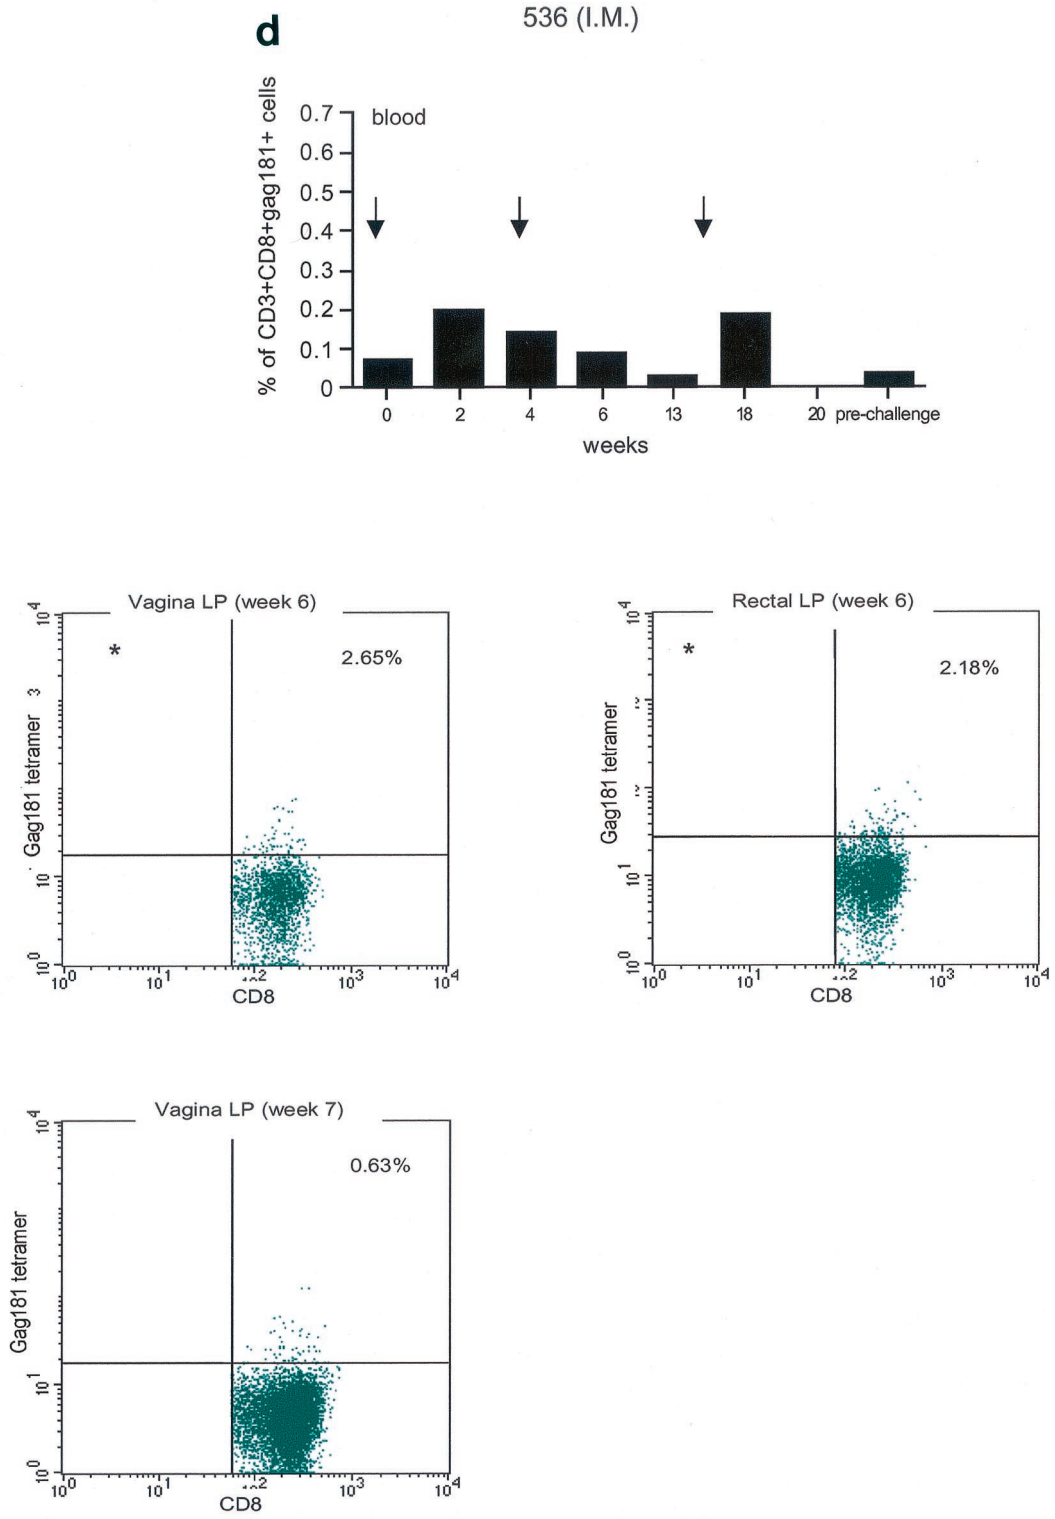 d
536 (I.M.)
% of CD3+CD8+gag181+ cells
blood
0.7
0.6
0.5
0.4
0.3
0.2
0.1
0
0 2 4 6 13 18 20 pre-challenge
weeks
Vagina LP (week 6)
*
2.65%
Gag181 tetramer
10^4
3
10
10^0
10^0 10^1 10^3 10^4
CD8
Rectal LP (week 6)
*
2.18%
Gag181 tetramer
10^4
10^1
10^0
10^0 10^1 10^3 10^4
CD8
Vagina LP (week 7)
0.63%
Gag181 tetramer
10^4
10^1
10^0
10^0 10^1 10^3 10^4
CD8